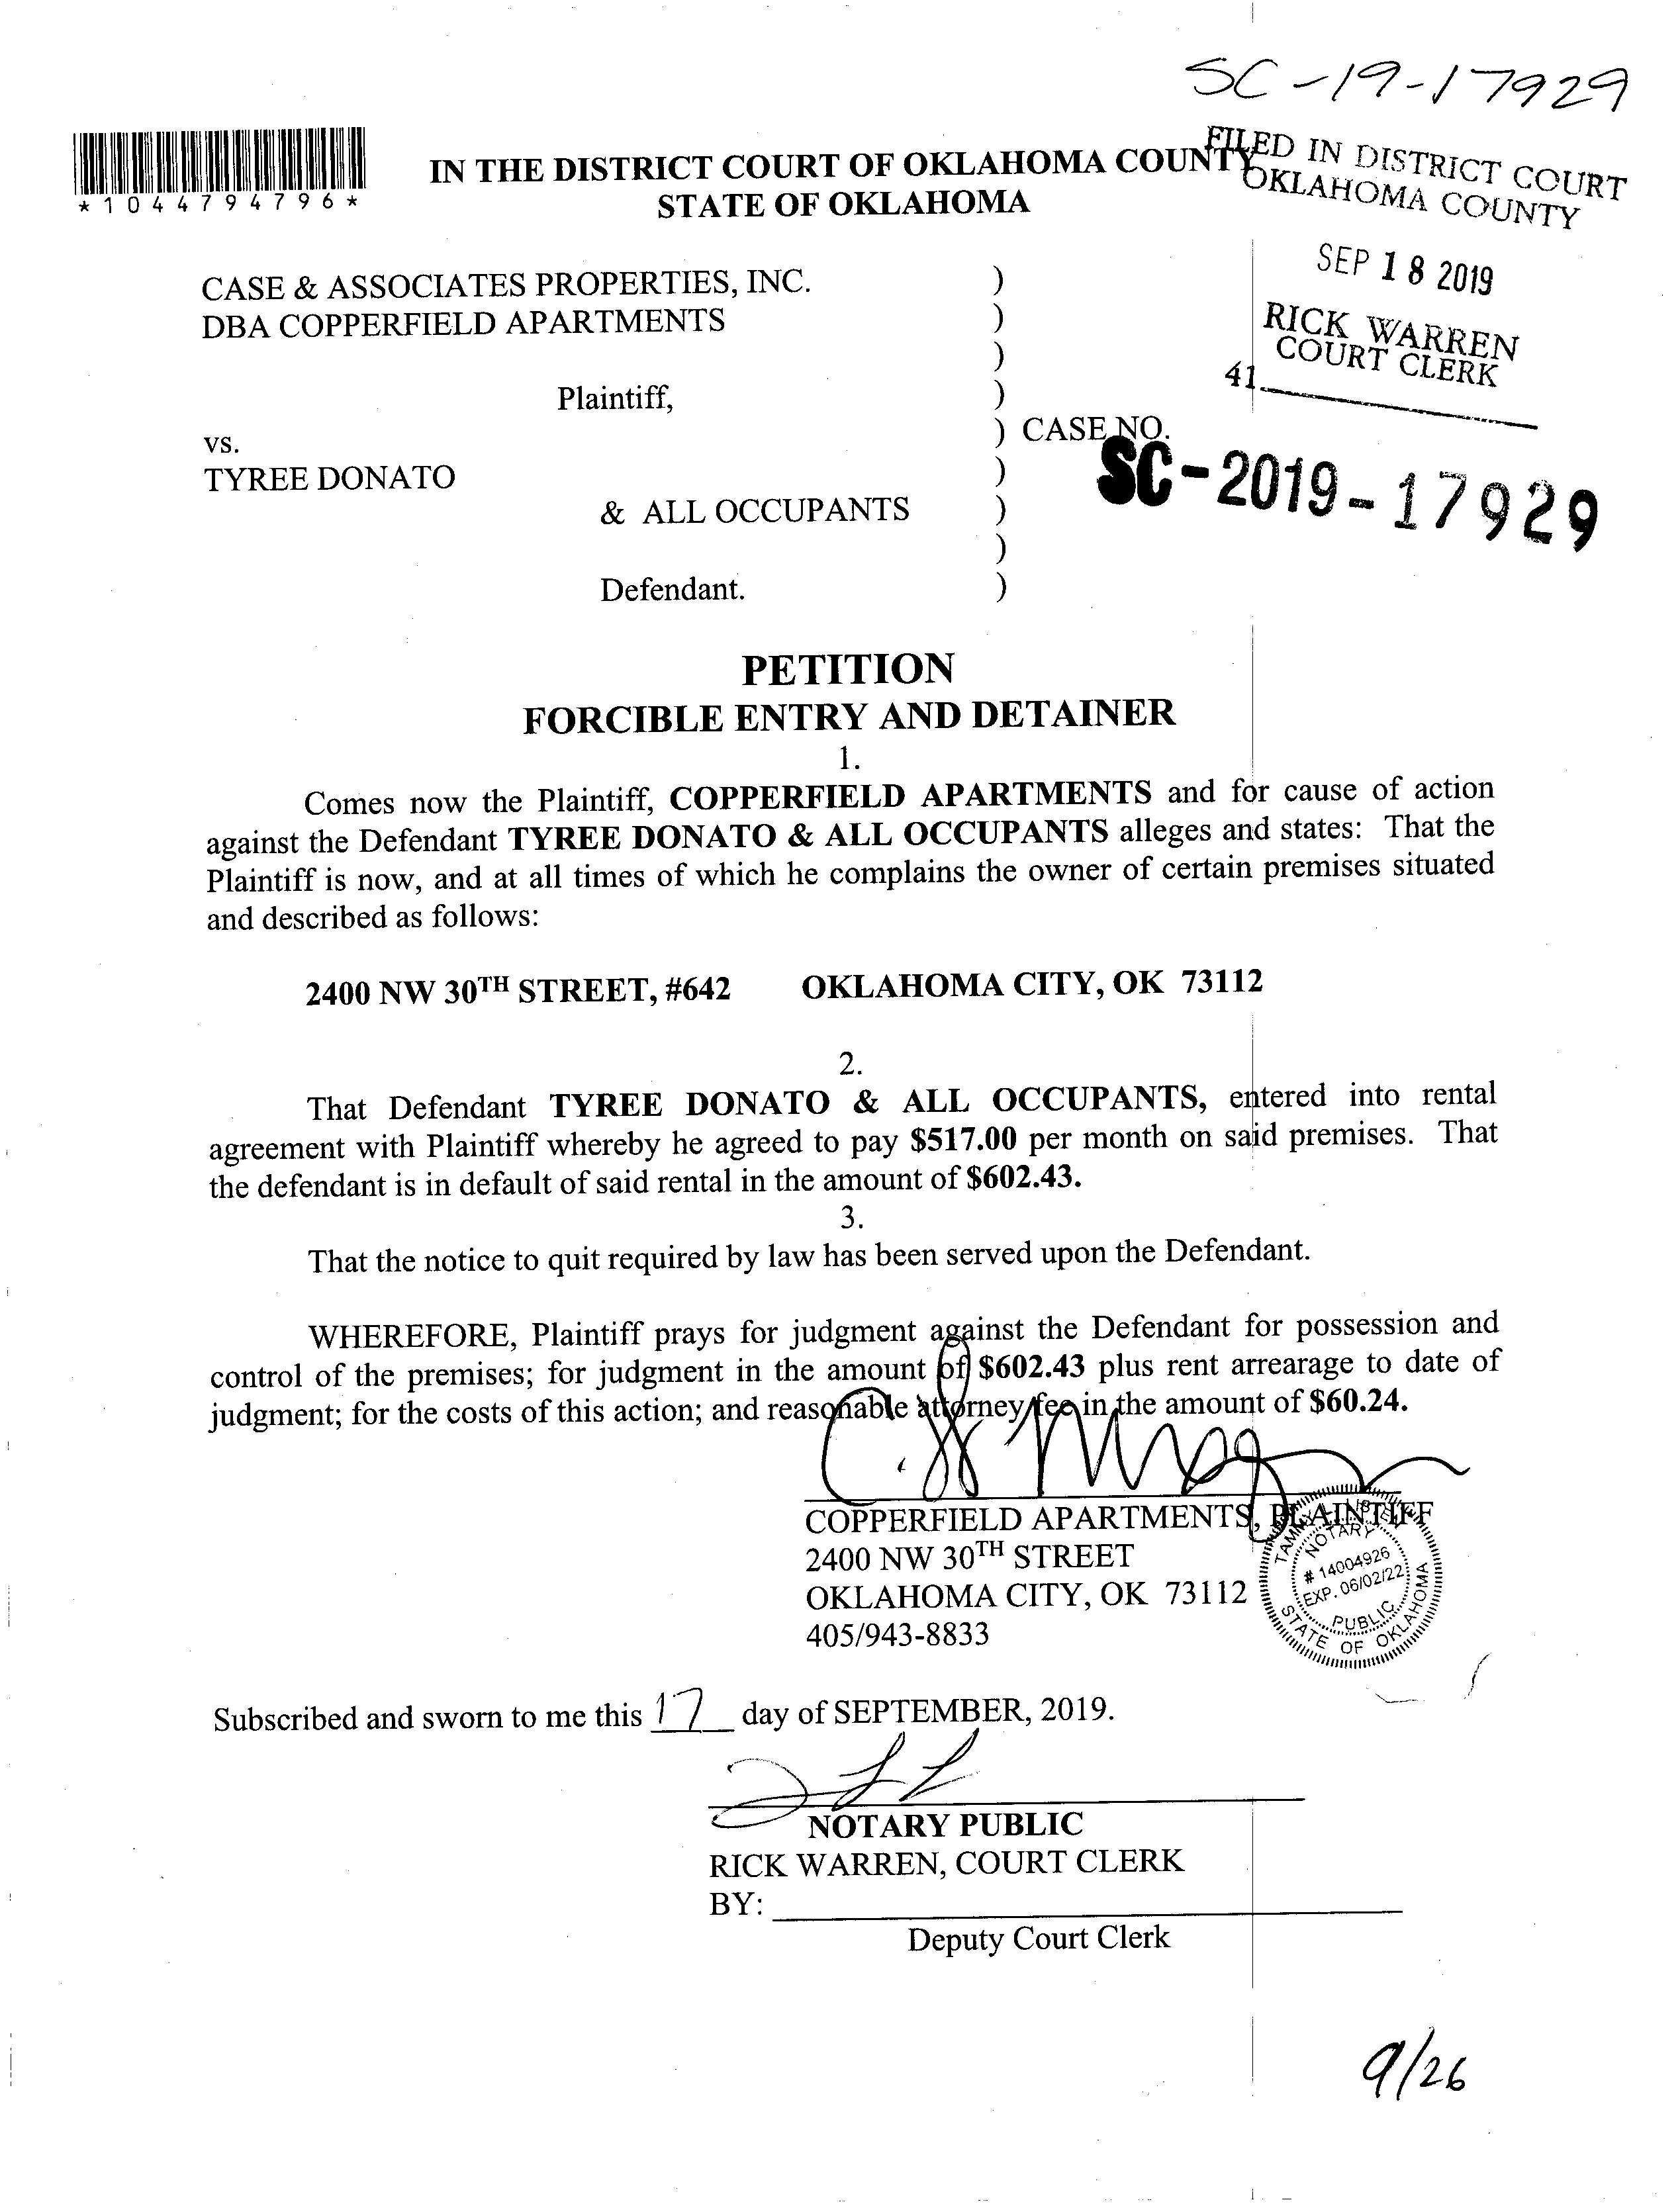 SC-19-17929
*1044794796*
IN THE DISTRICT COURT OF OKLAHOMA COUNTY
STATE OF OKLAHOMA
FILED IN DISTRICT COURT
OKLAHOMA COUNTY
SEP 18 2019
RICK WARREN
COURT CLERK
41
CASE & ASSOCIATES PROPERTIES, INC. )
DBA COPPERFIELD APARTMENTS )
)
Plaintiff, )
vs. ) CASE NO.
SC-2019-17929
TYREE DONATO )
& ALL OCCUPANTS )
)
Defendant. )
PETITION
FORCIBLE ENTRY AND DETAINER
1.
Comes now the Plaintiff, COPPERFIELD APARTMENTS and for cause of action
against the Defendant TYREE DONATO & ALL OCCUPANTS alleges and states: That the
Plaintiff is now, and at all times of which he complains the owner of certain premises situated
and described as follows:
2400 NW 30TH STREET, #642 OKLAHOMA CITY, OK 73112
2.
That Defendant TYREE DONATO & ALL OCCUPANTS, entered into rental
agreement with Plaintiff whereby he agreed to pay $517.00 per month on said premises. That
the defendant is in default of said rental in the amount of $602.43.
3.
That the notice to quit required by law has been served upon the Defendant.
WHEREFORE, Plaintiff prays for judgment against the Defendant for possession and
control of the premises; for judgment in the amount of $602.43 plus rent arrearage to date of
judgment; for the costs of this action; and reasonable attorney fee in the amount of $60.24.
COPPERFIELD APARTMENTS, PLAINTIFF
2400 NW 30TH STREET
OKLAHOMA CITY, OK 73112
405/943-8833
NOTARY
# 14004926
EXP. 06/02/22
PUBLIC
STATE OF OKLAHOMA
Subscribed and sworn to me this 17 day of SEPTEMBER, 2019.
NOTARY PUBLIC
RICK WARREN, COURT CLERK
BY:
Deputy Court Clerk
9/26